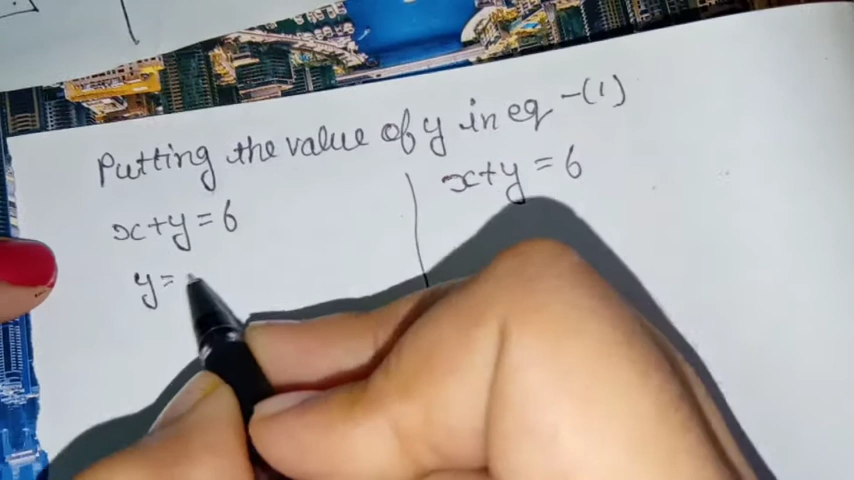 Putting the value of y in eq -(1)
x+y=6
y=
x+y=6